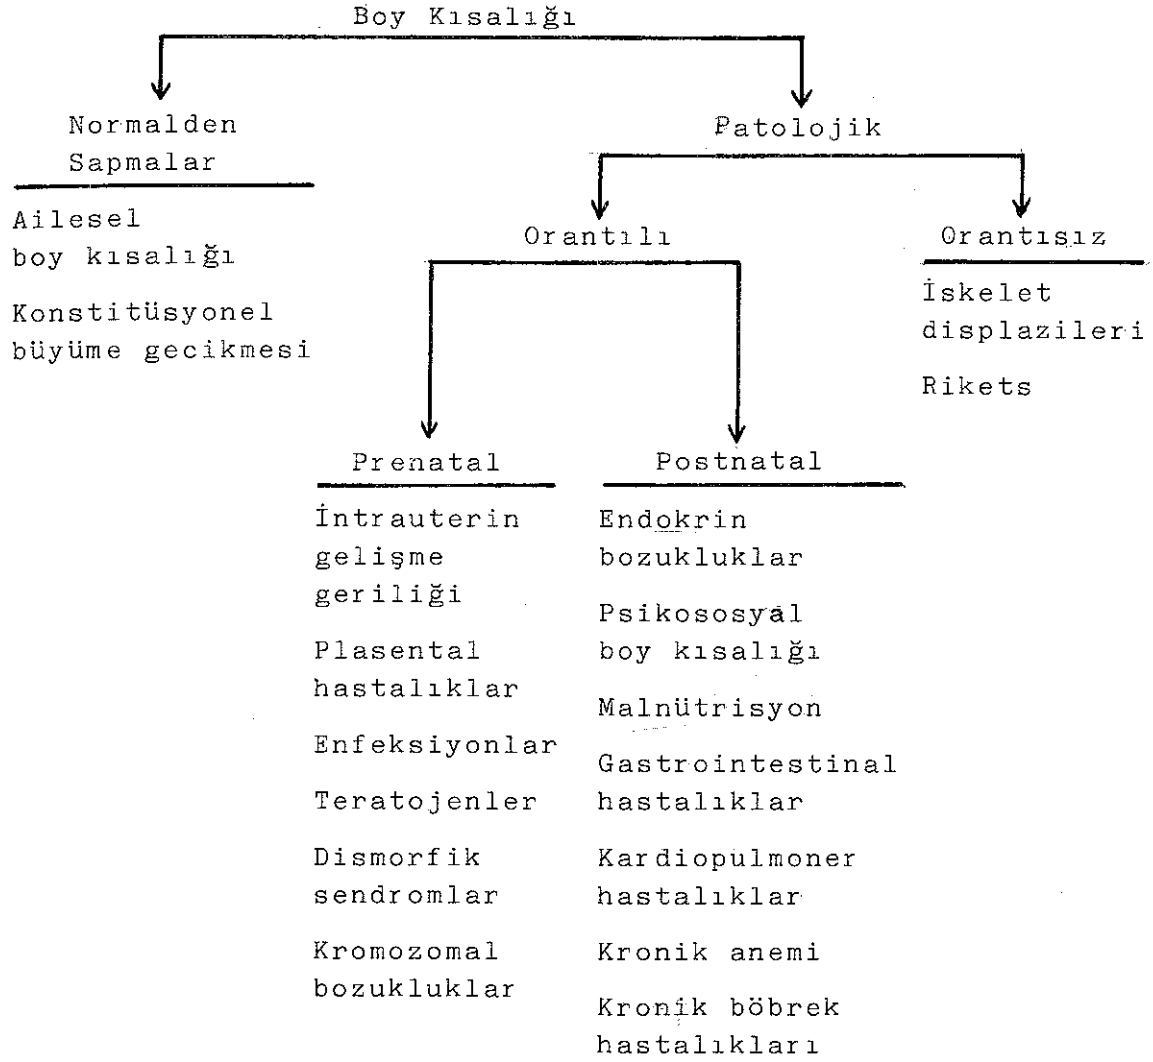 Boy Kısalığı
Normalden
Sapmalar
Ailesel
boy kısalığı
Konstitüsyonel
büyüme gecikmesi
Patolojik
Orantılı
Orantısız
İskelet
displazileri
Rikets
Prenatal
İntrauterin
gelişme
geriliği
Plasental
hastalıklar
Enfeksiyonlar
Teratojenler
Dismorfik
sendromlar
Kromozomal
bozukluklar
Postnatal
Endokrin
bozukluklar
Psikososyal
boy kısalığı
Malnütrisyon
Gastrointestinal
hastalıklar
Kardiopulmoner
hastalıklar
Kronik anemi
Kronik böbrek
hastalıkları